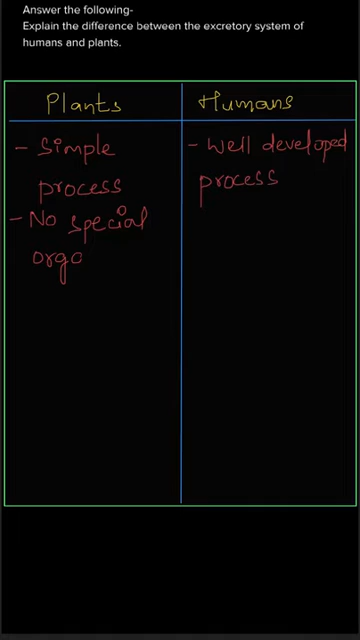 Answer the following-
Explain the difference between the excretory system of
humans and plants.
Plants
Humans
- Simple
process
- No special
orgo
- Well developed
process